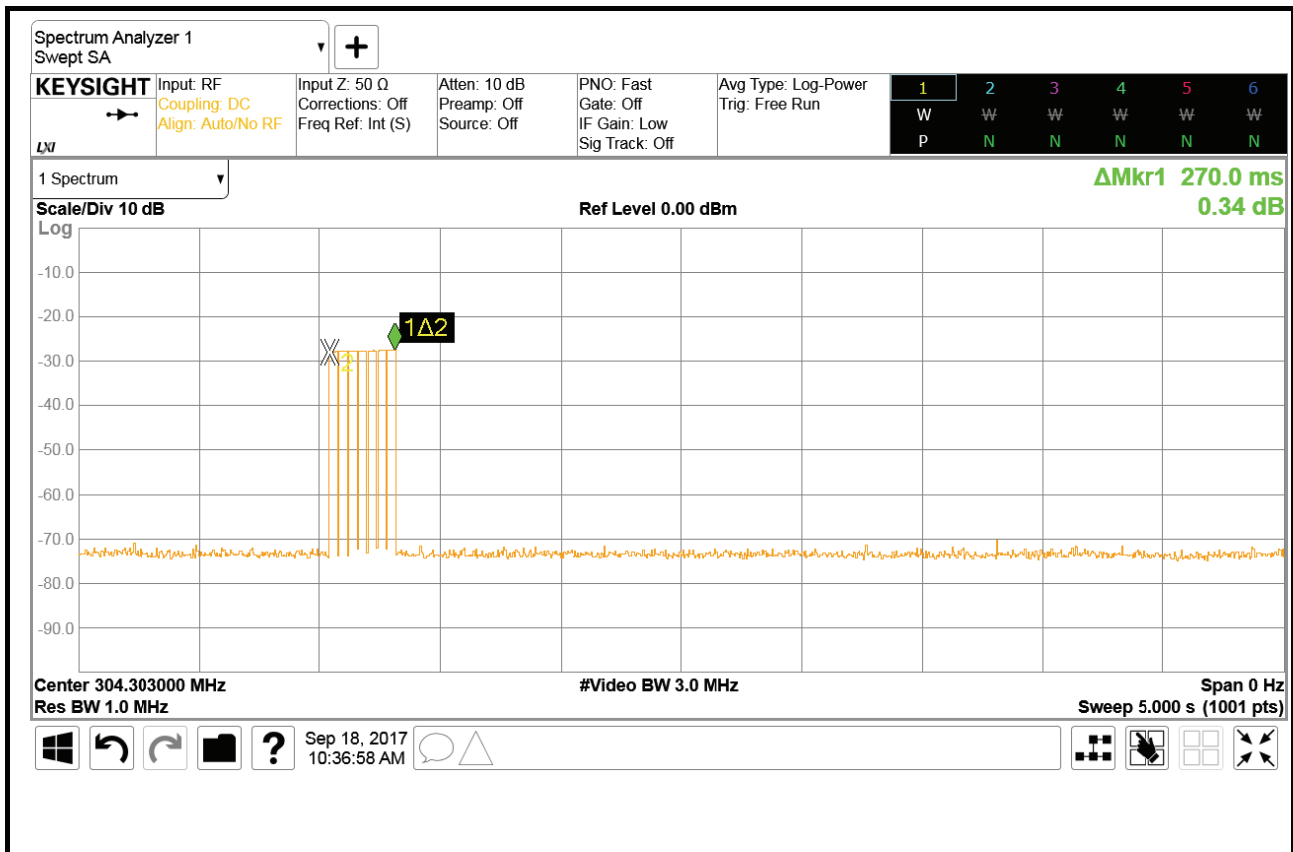 Spectrum Analyzer 1
Swept SA
KEYSIGHT
LXI
Input: RF
Coupling: DC
Align: Auto/No RF
Input Z: 50 Ω
Corrections: Off
Freq Ref: Int (S)
Atten: 10 dB
Preamp: Off
Source: Off
PNO: Fast
Gate: Off
IF Gain: Low
Sig Track: Off
Avg Type: Log-Power
Trig: Free Run
1 2 3 4 5 6
W W W W W W
P N N N N N
1 Spectrum
ΔMkr1 270.0 ms
0.34 dB
Scale/Div 10 dB
Ref Level 0.00 dBm
Log
-10.0
-20.0
-30.0
-40.0
-50.0
-60.0
-70.0
-80.0
-90.0
1Δ2
2
Center 304.303000 MHz
#Video BW 3.0 MHz
Span 0 Hz
Res BW 1.0 MHz
Sweep 5.000 s (1001 pts)
?
Sep 18, 2017
10:36:58 AM